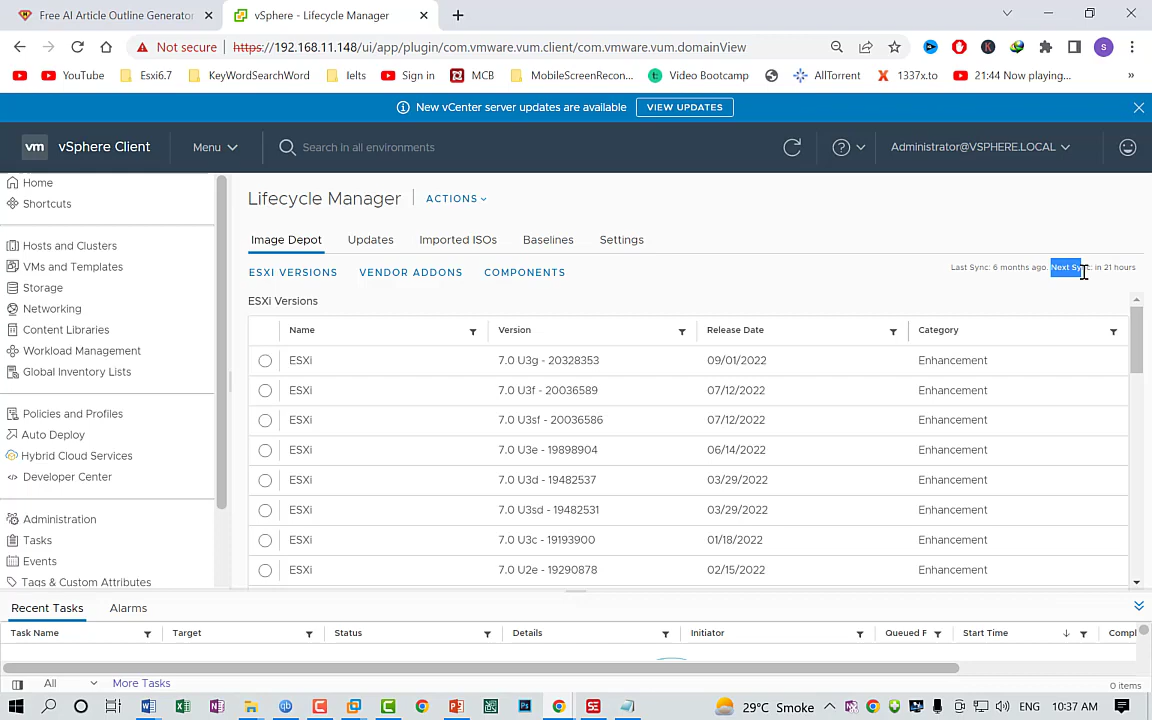 Free AI Article Outline Generator
vSphere - Lifecycle Manager
Not secure
https://192.168.11.148/ui/app/plugin/com.vmware.vum.client/com.vmware.vum.domainView
YouTube
Esxi6.7
KeyWordSearchWord
Ielts
Sign in
MCB
MobileScreenRecon...
Video Bootcamp
AllTorrent
1337x.to
21:44 Now playing...
New vCenter server updates are available
VIEW UPDATES
vm
vSphere Client
Menu
Search in all environments
Administrator@VSPHERE.LOCAL
Home
Shortcuts
Hosts and Clusters
VMs and Templates
Storage
Networking
Content Libraries
Workload Management
Global Inventory Lists
Policies and Profiles
Auto Deploy
Hybrid Cloud Services
Developer Center
Administration
Tasks
Events
Tags & Custom Attributes
Lifecycle Manager
ACTIONS
Image Depot
Updates
Imported ISOs
Baselines
Settings
ESXI VERSIONS
VENDOR ADDONS
COMPONENTS
Last Sync: 6 months ago. Next Sync: in 21 hours
ESXi Versions
Name Version Release Date Category
ESXi 7.0 U3g - 20328353 09/01/2022 Enhancement
ESXi 7.0 U3f - 20036589 07/12/2022 Enhancement
ESXi 7.0 U3sf - 20036586 07/12/2022 Enhancement
ESXi 7.0 U3e - 19898904 06/14/2022 Enhancement
ESXi 7.0 U3d - 19482537 03/29/2022 Enhancement
ESXi 7.0 U3sd - 19482531 03/29/2022 Enhancement
ESXi 7.0 U3c - 19193900 01/18/2022 Enhancement
ESXi 7.0 U2e - 19290878 02/15/2022 Enhancement
Recent Tasks
Alarms
Task Name Target Status Details Initiator Queued F Start Time Compl
All
More Tasks
0 items
29°C Smoke
ENG
10:37 AM